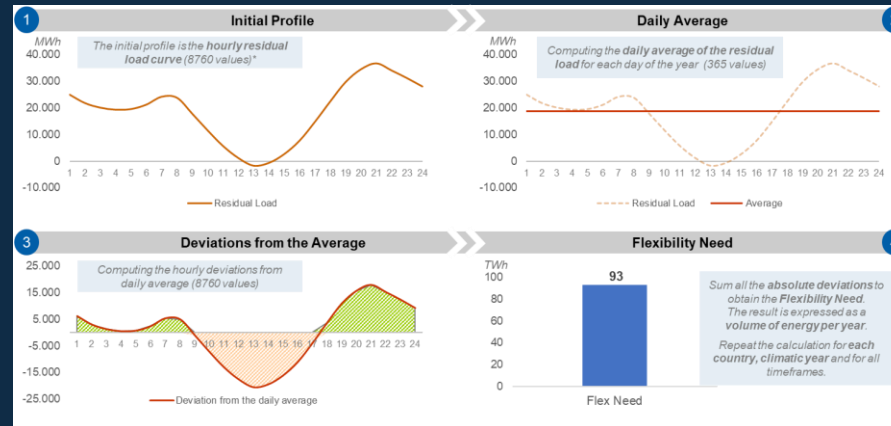 1
Initial Profile
MWh
The initial profile is the hourly residual
load curve (8760 values)*
40.000
30.000
20.000
10.000
0
-10.000
1 2 3 4 5 6 7 8 9 10 11 12 13 14 15 16 17 18 19 20 21 22 23 24
Residual Load
Daily Average
MWh
Computing the daily average of the residual
load for each day of the year (365 values)
40.000
30.000
20.000
10.000
0
-10.000
1 2 3 4 5 6 7 8 9 10 11 12 13 14 15 16 17 18 19 20 21 22 23 24
Residual Load
Average
3
Deviations from the Average
Computing the hourly deviations from
daily average (8760 values)
25.000
15.000
5.000
-5.000
-15.000
-25.000
1 2 3 4 5 6 7 8 9 10 11 12 13 14 15 16 17 18 19 20 21 22 23 24
Deviation from the daily average
Flexibility Need
TWh
100
80
60
40
20
0
93
Flex Need
Sum all the absolute deviations to
obtain the Flexibility Need.
The result is expressed as a
volume of energy per year.
Repeat the calculation for each
country, climatic year and for all
timeframes.